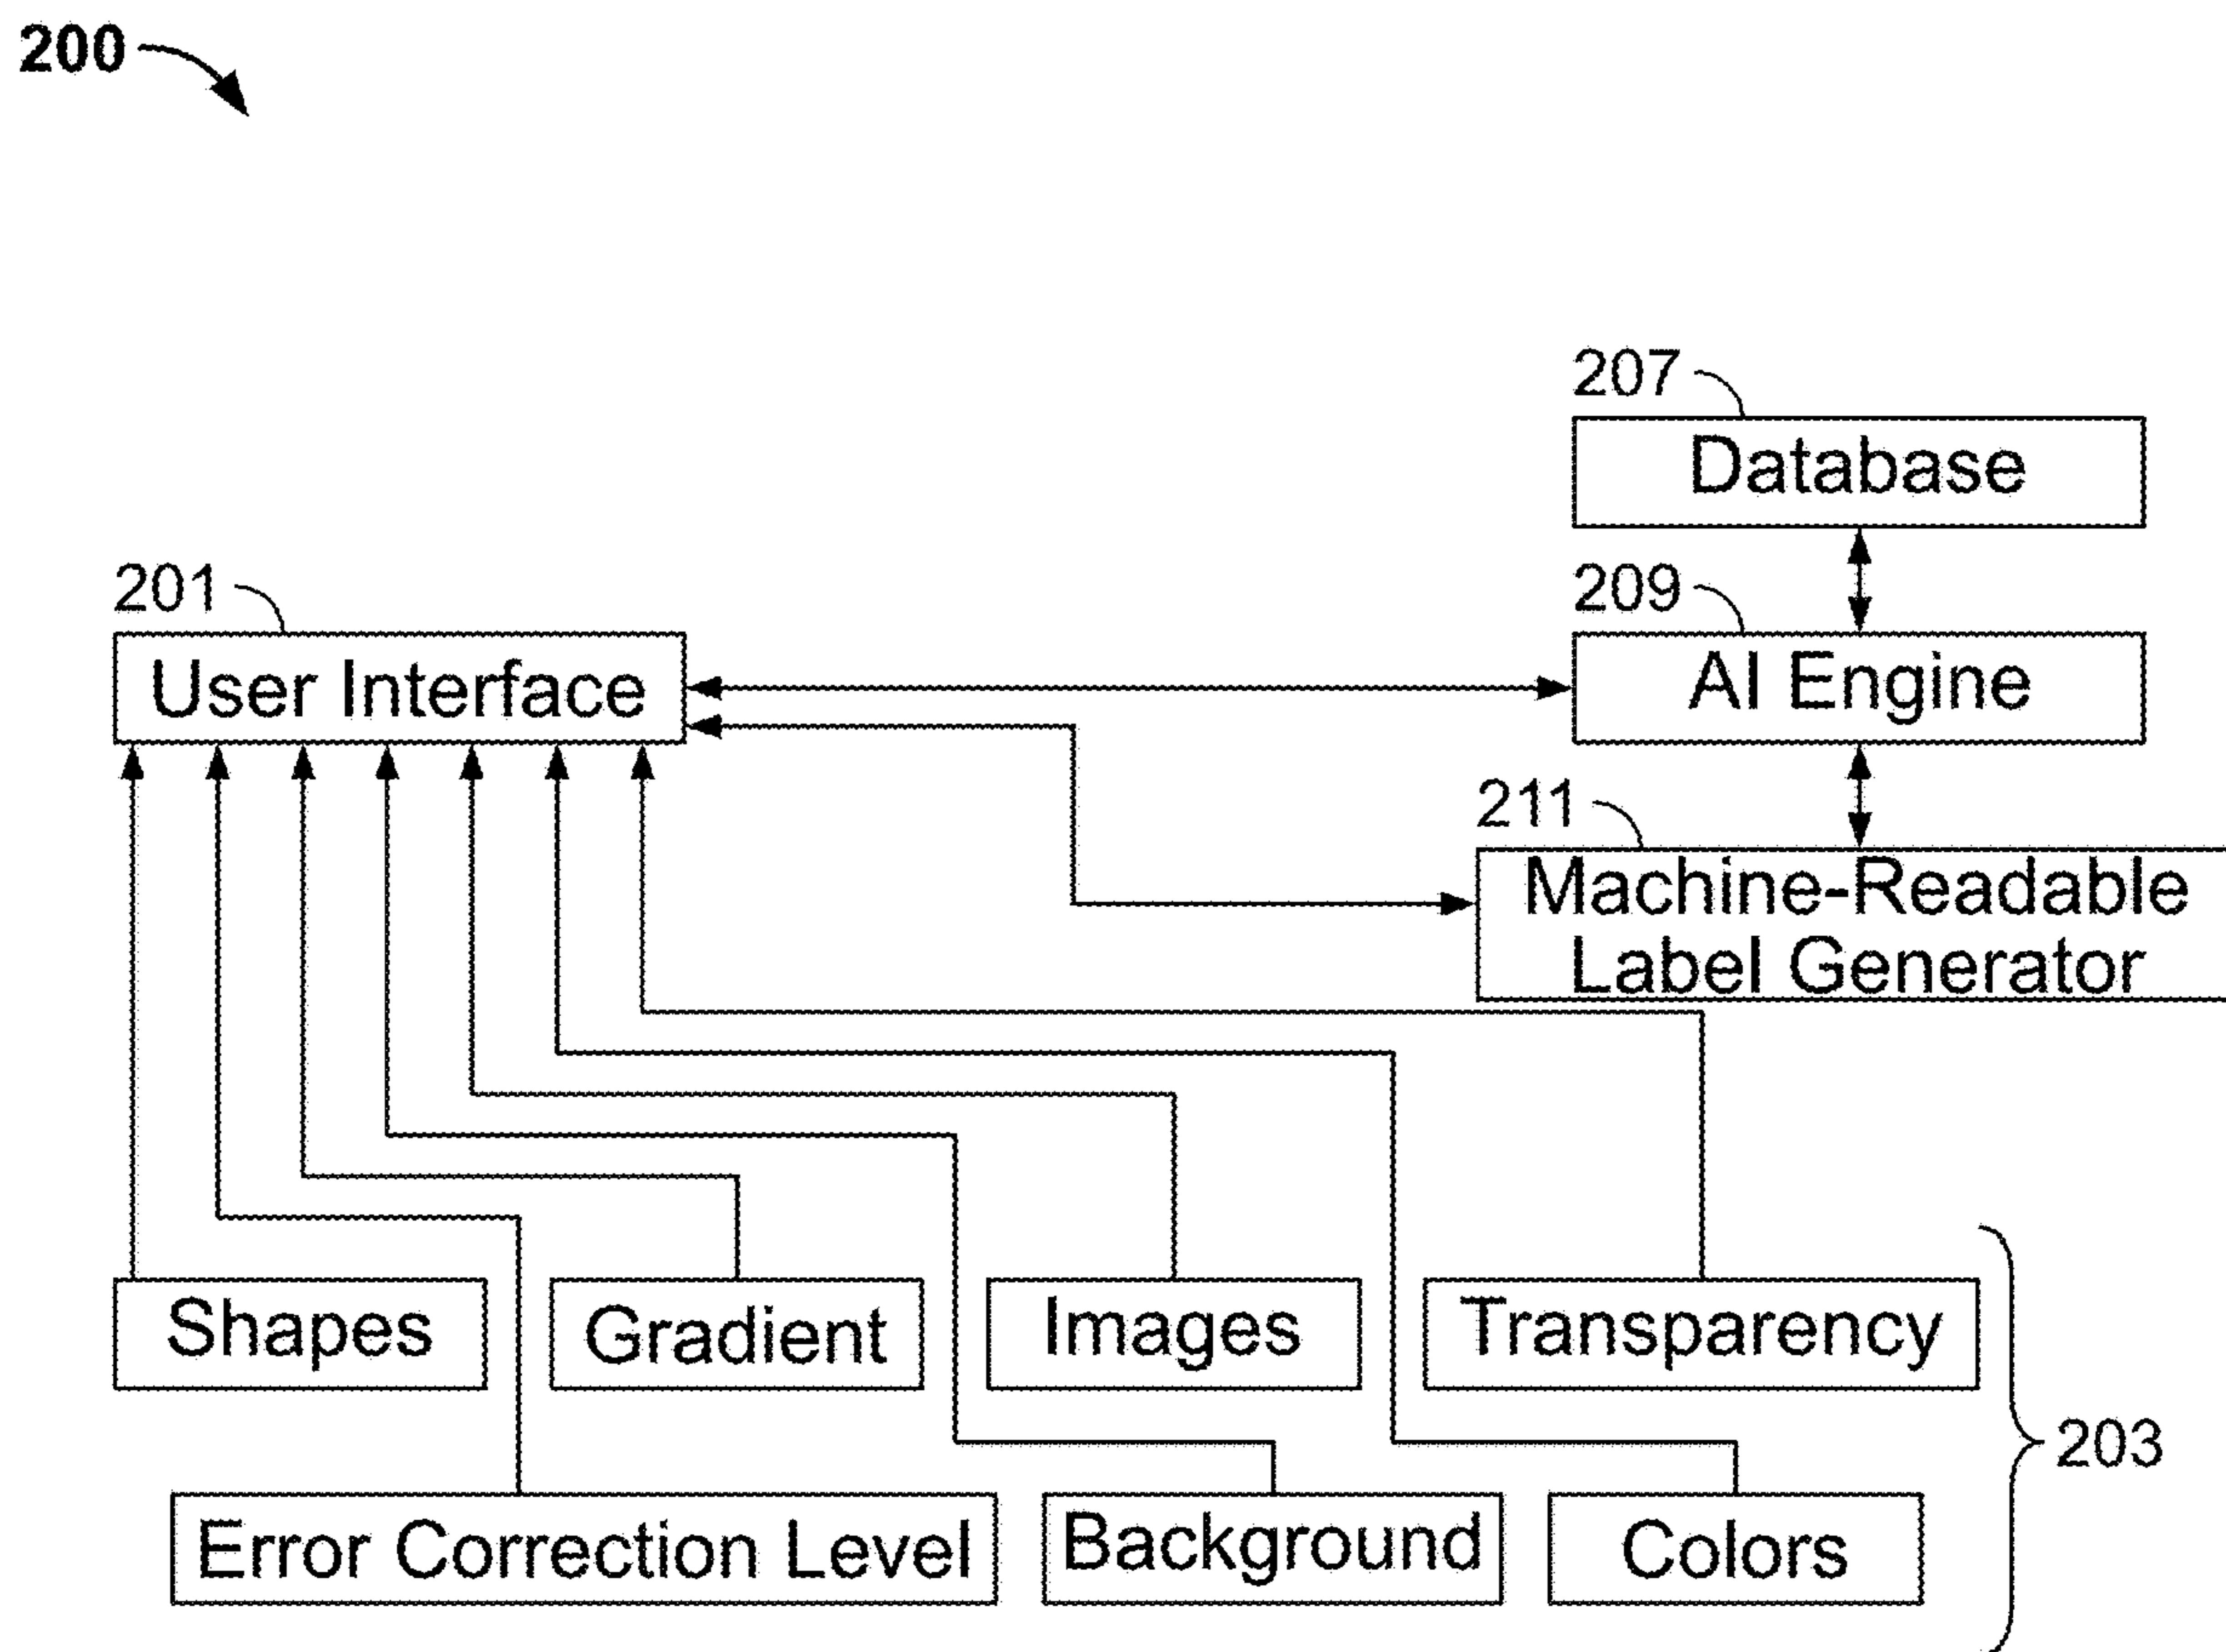 200
207
Database
201
209
User Interface
AI Engine
211
Machine-Readable
Label Generator
Shapes
Gradient
Images
Transparency
203
Error Correction Level
Background
Colors